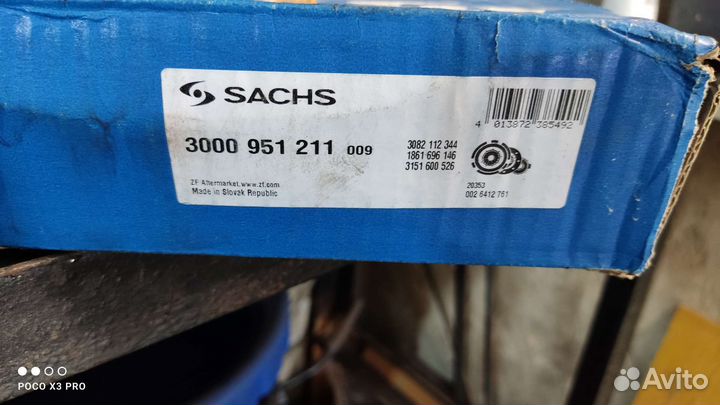 SACHS
4 013872 385492
3000 951 211 009
3082 112 344
1861 696 146
3151 600 526
ZF Aftermarket, www.zf.com
Made in Slovak Republic
20353
002 6412 761
POCO X3 PRO
Avito